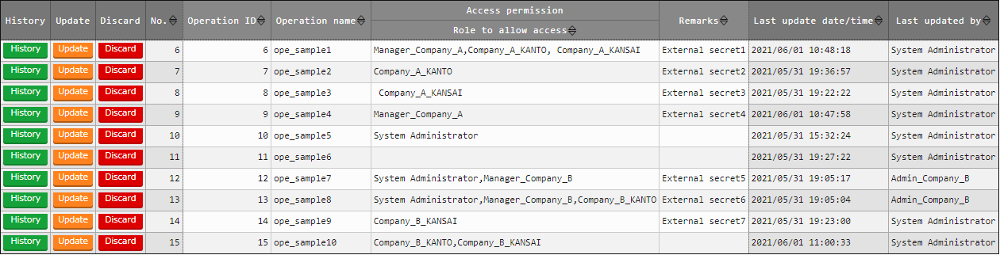 History Update Discard No. Operation ID Operation name Access permission Role to allow access Remarks Last update date/time Last updated by
History Update Discard 6 6 ope_sample1 Manager_Company_A,Company_A_KANTO, Company_A_KANSAI External secret1 2021/06/01 10:48:18 System Administrator
History Update Discard 7 7 ope_sample2 Company_A_KANTO External secret2 2021/05/31 19:36:57 System Administrator
History Update Discard 8 8 ope_sample3 Company_A_KANSAI External secret3 2021/05/31 19:22:22 System Administrator
History Update Discard 9 9 ope_sample4 Manager_Company_A External secret4 2021/06/01 10:47:58 System Administrator
History Update Discard 10 10 ope_sample5 System Administrator 2021/05/31 15:32:24 System Administrator
History Update Discard 11 11 ope_sample6 2021/05/31 19:27:22 System Administrator
History Update Discard 12 12 ope_sample7 System Administrator,Manager_Company_B External secret5 2021/05/31 19:05:17 Admin_Company_B
History Update Discard 13 13 ope_sample8 System Administrator,Manager_Company_B,Company_B_KANTO External secret6 2021/05/31 19:05:04 Admin_Company_B
History Update Discard 14 14 ope_sample9 Company_B_KANSAI External secret7 2021/05/31 19:23:00 System Administrator
History Update Discard 15 15 ope_sample10 Company_B_KANTO,Company_B_KANSAI 2021/06/01 11:00:33 System Administrator